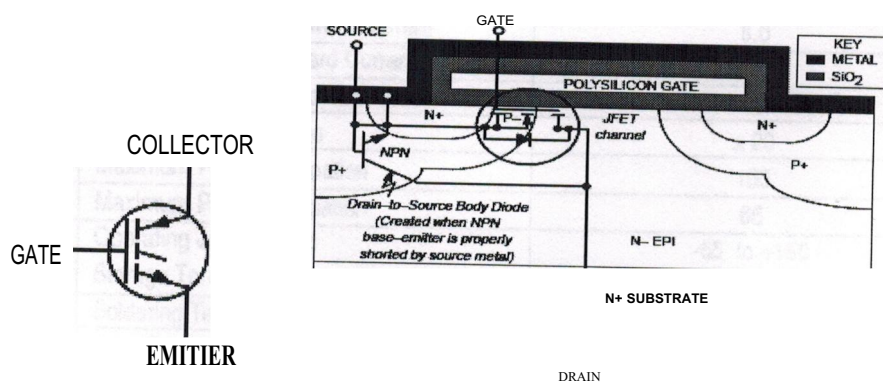 COLLECTOR
GATE
EMITIER
SOURCE
GATE
KEY
METAL
SiO2
POLYSILICON GATE
N+
P–
JFET
channel
N+
NPN
P+
P+
Drain–to–Source Body Diode
(Created when NPN
base–emitter is properly
shorted by source metal)
N– EPI
N+ SUBSTRATE
DRAIN